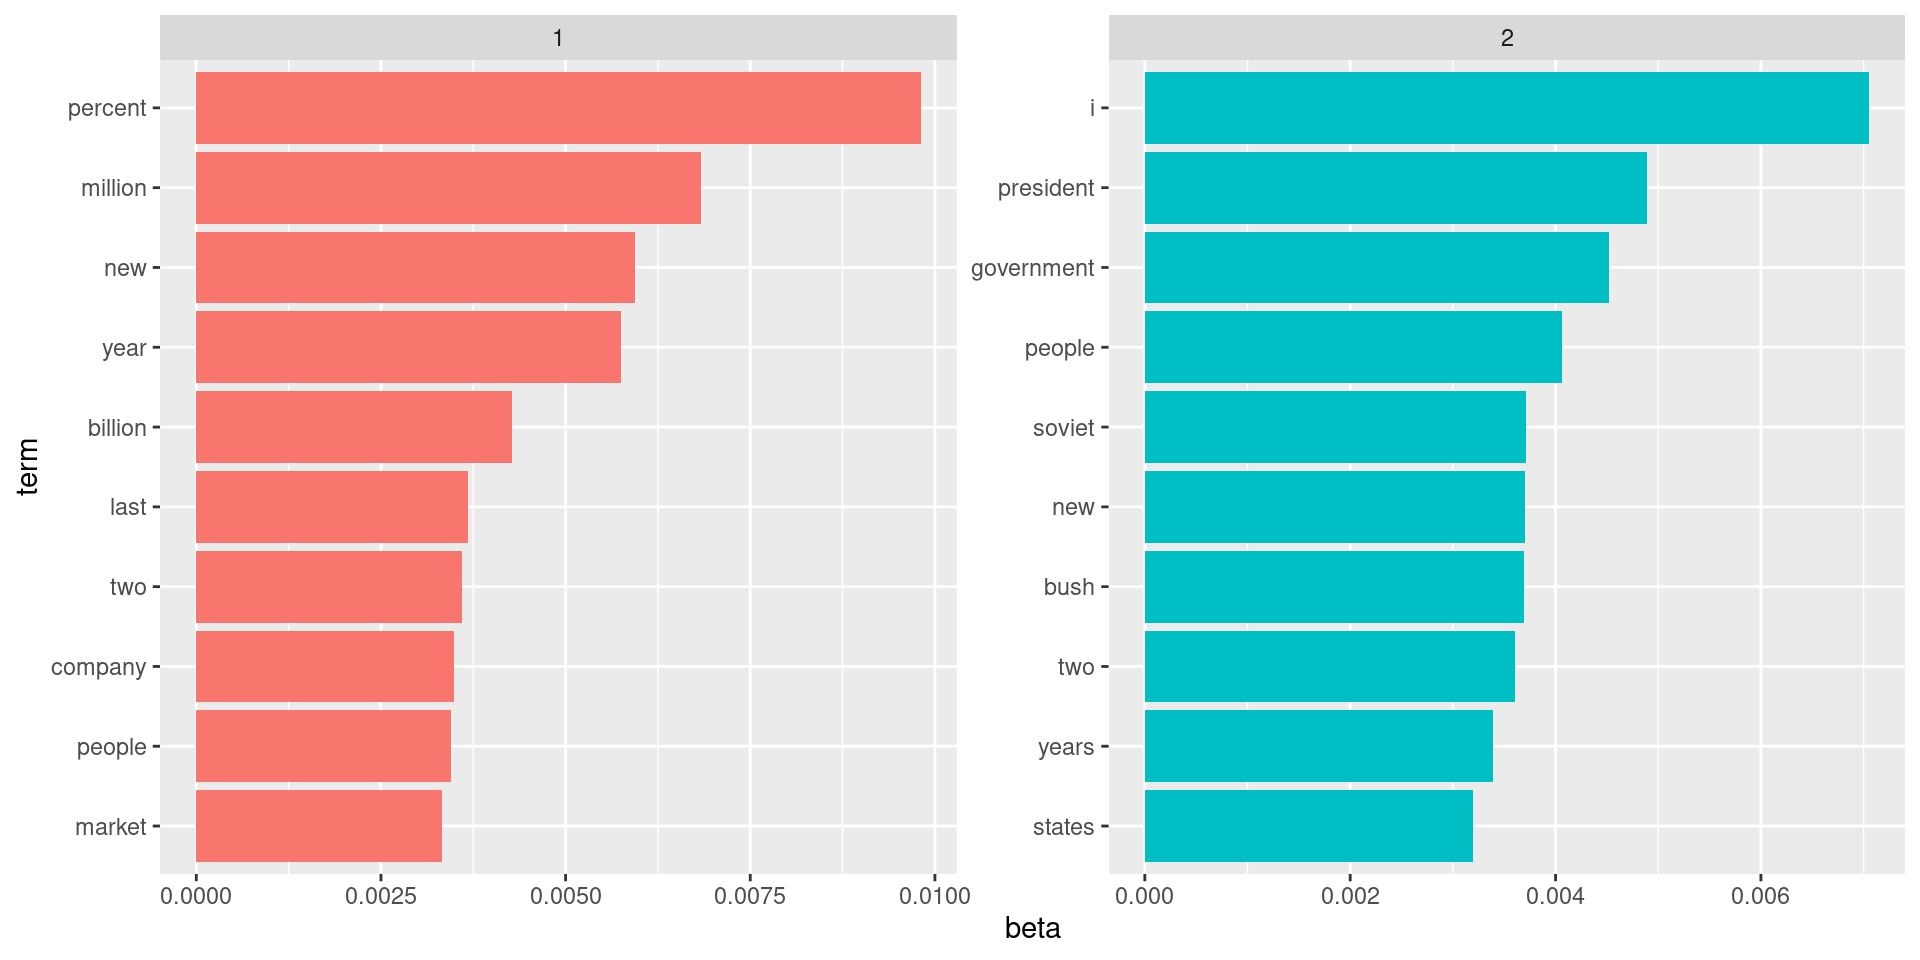 1
percent
million
new
year
billion
last
two
company
people
market
0.0000 0.0025 0.0050 0.0075 0.0100
2
i
president
government
people
soviet
new
bush
two
years
states
0.000 0.002 0.004 0.006
term
beta